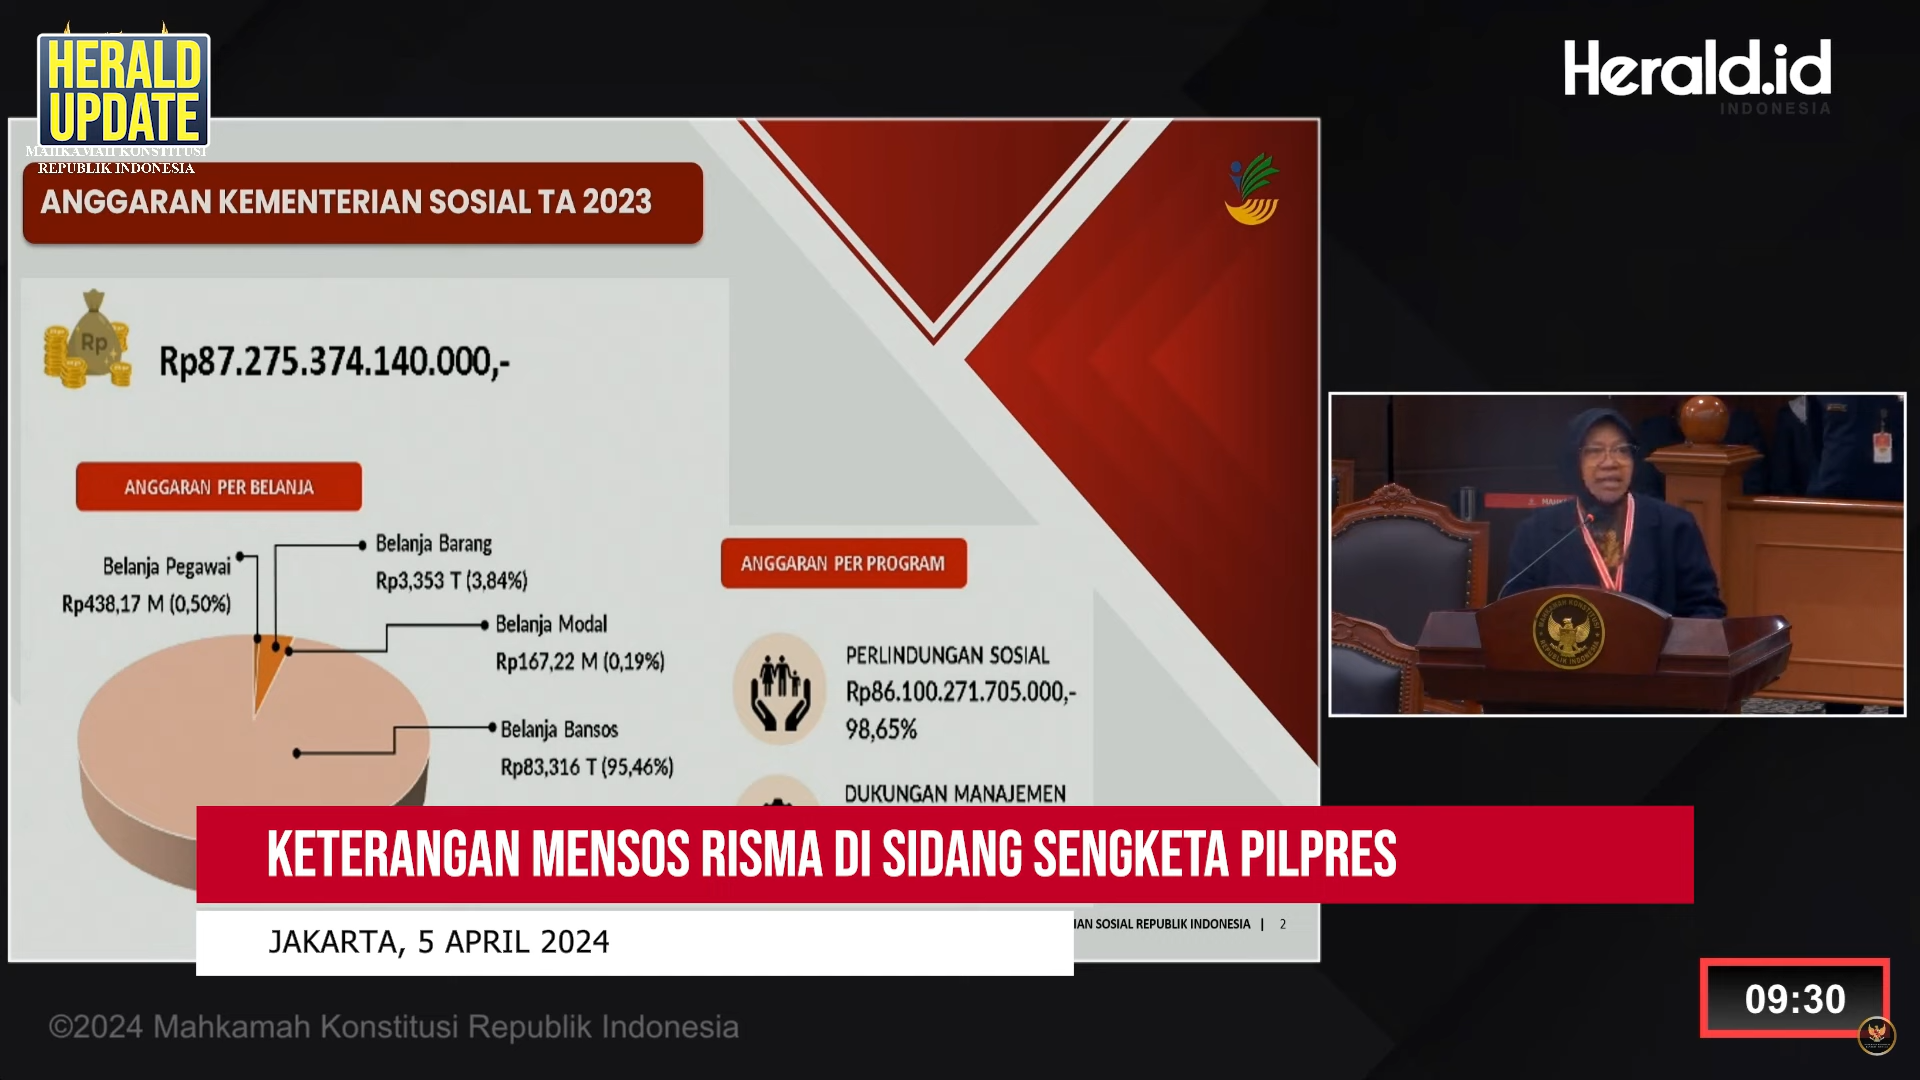 HERALD
UPDATE
Herald.id
INDONESIA
MAHKAMAH KONSTITUSI
REPUBLIK INDONESIA
ANGGARAN KEMENTERIAN SOSIAL TA 2023
Rp
Rp87.275.374.140.000,-
ANGGARAN PER BELANJA
Belanja Pegawai
Rp438,17 M (0,50%)
Belanja Barang
Rp3,353 T (3,84%)
Belanja Modal
Rp167,22 M (0,19%)
Belanja Bansos
Rp83,316 T (95,46%)
ANGGARAN PER PROGRAM
PERLINDUNGAN SOSIAL
Rp86.100.271.705.000,-
98,65%
DUKUNGAN MANAJEMEN
MAHKAMAH KONSTITUSI
REPUBLIK INDONESIA
KETERANGAN MENSOS RISMA DI SIDANG SENGKETA PILPRES
SOSIAL REPUBLIK INDONESIA | 2
JAKARTA, 5 APRIL 2024
09:30
©2024 Mahkamah Konstitusi Republik Indonesia